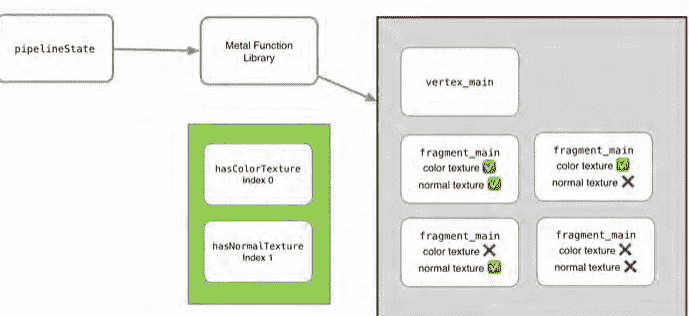 pipelineState
Metal Function
Library
vertex_main
hasColorTexture
Index 0
hasNormalTexture
Index 1
fragment_main
color texture ✅
normal texture ✅
fragment_main
color texture ✅
normal texture ❌
fragment_main
color texture ❌
normal texture ✅
fragment_main
color texture ❌
normal texture ❌